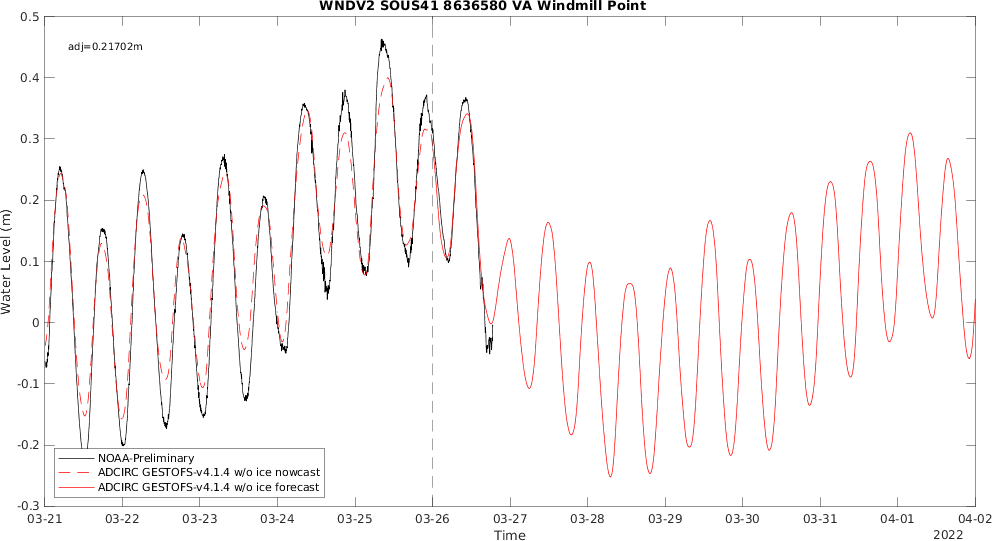 WNDV2 SOUS41 8636580 VA Windmill Point
adj=0.21702m
0.5
0.4
0.3
0.2
0.1
0
-0.1
-0.2
-0.3
Water Level (m)
NOAA-Preliminary
ADCIRC GESTOFS-v4.1.4 w/o ice nowcast
ADCIRC GESTOFS-v4.1.4 w/o ice forecast
03-21 03-22 03-23 03-24 03-25 03-26 03-27 03-28 03-29 03-30 03-31 04-01 04-02
Time
2022